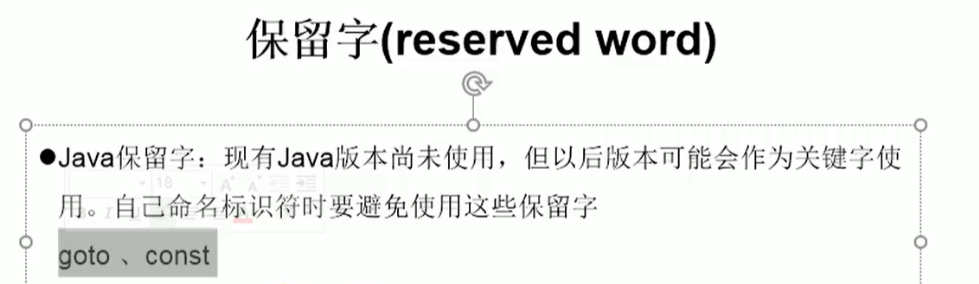 保留字(reserved word)
●Java保留字：现有Java版本尚未使用，但以后版本可能会作为关键字使
用。自己命名标识符时要避免使用这些保留字
goto 、const
18